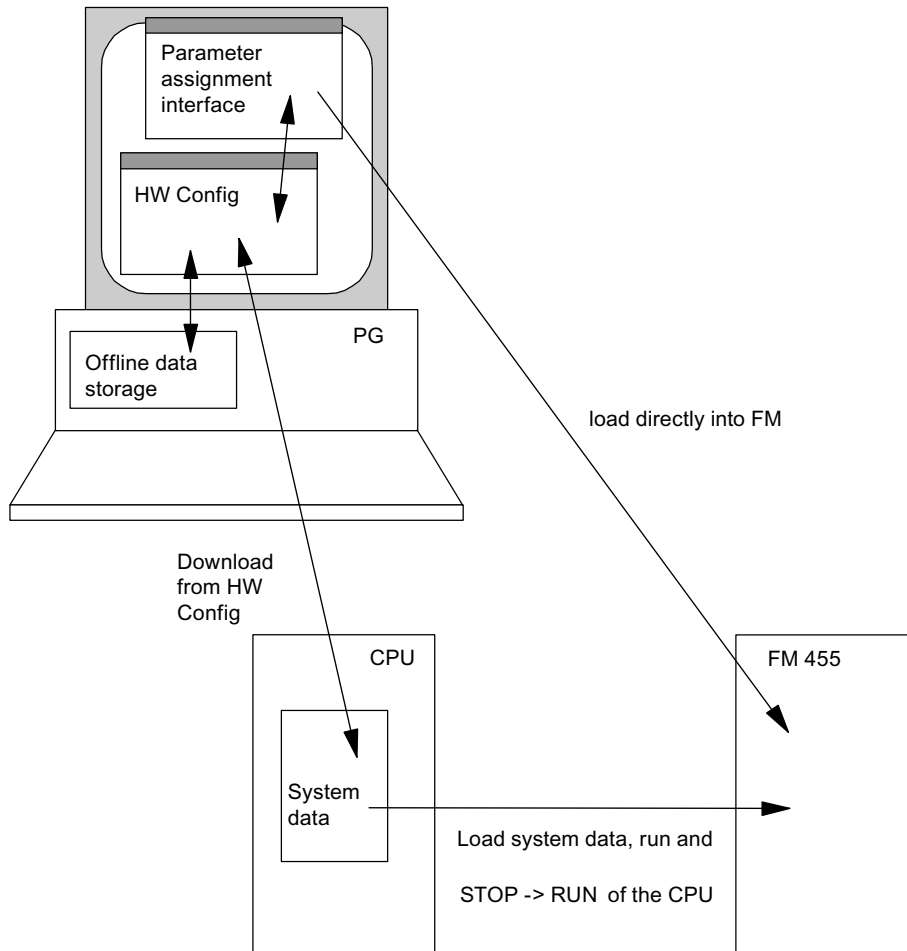 Parameter
assignment
interface
HW Config
PG
Offline data
storage
load directly into FM
Download
from HW
Config
CPU
FM 455
System
data
Load system data, run and
STOP -> RUN of the CPU